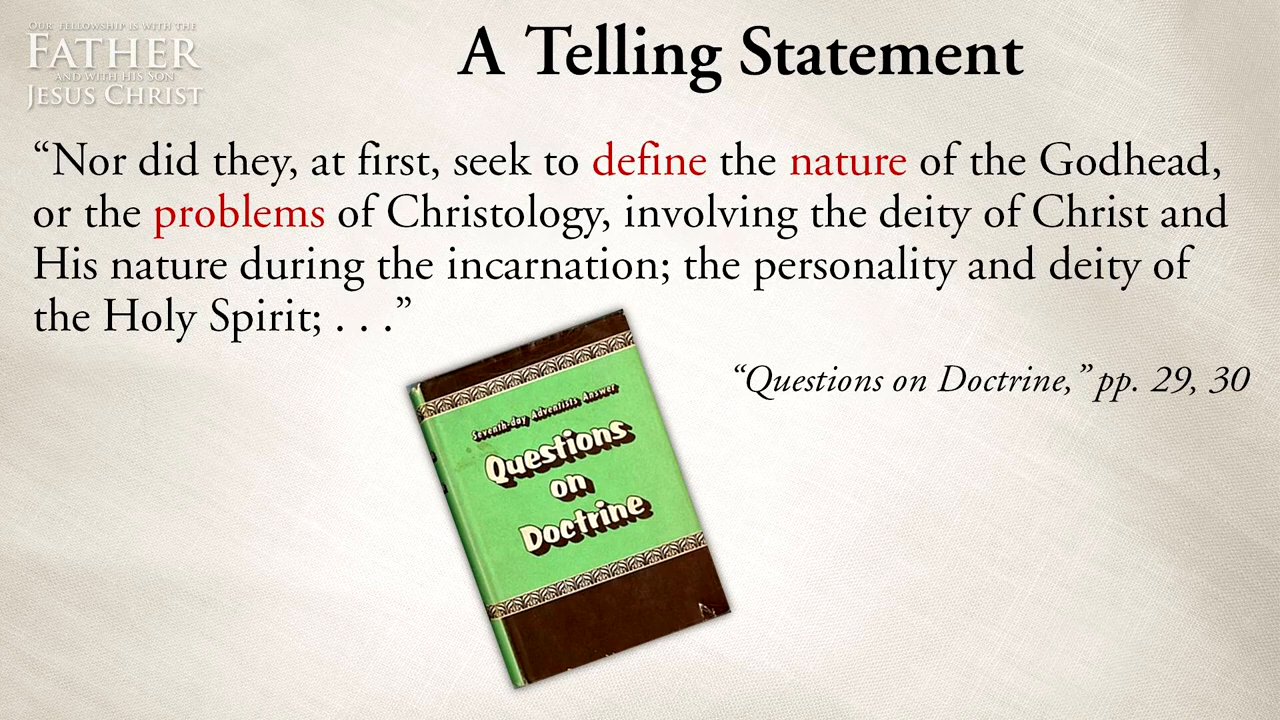 OUR FELLOWSHIP IS WITH THE
FATHER
AND WITH HIS SON
JESUS CHRIST
A Telling Statement
“Nor did they, at first, seek to define the nature of the Godhead,
or the problems of Christology, involving the deity of Christ and
His nature during the incarnation; the personality and deity of
the Holy Spirit; . . .”
“Questions on Doctrine,” pp. 29, 30
Seventh-day Adventists Answer
Questions
on
Doctrine